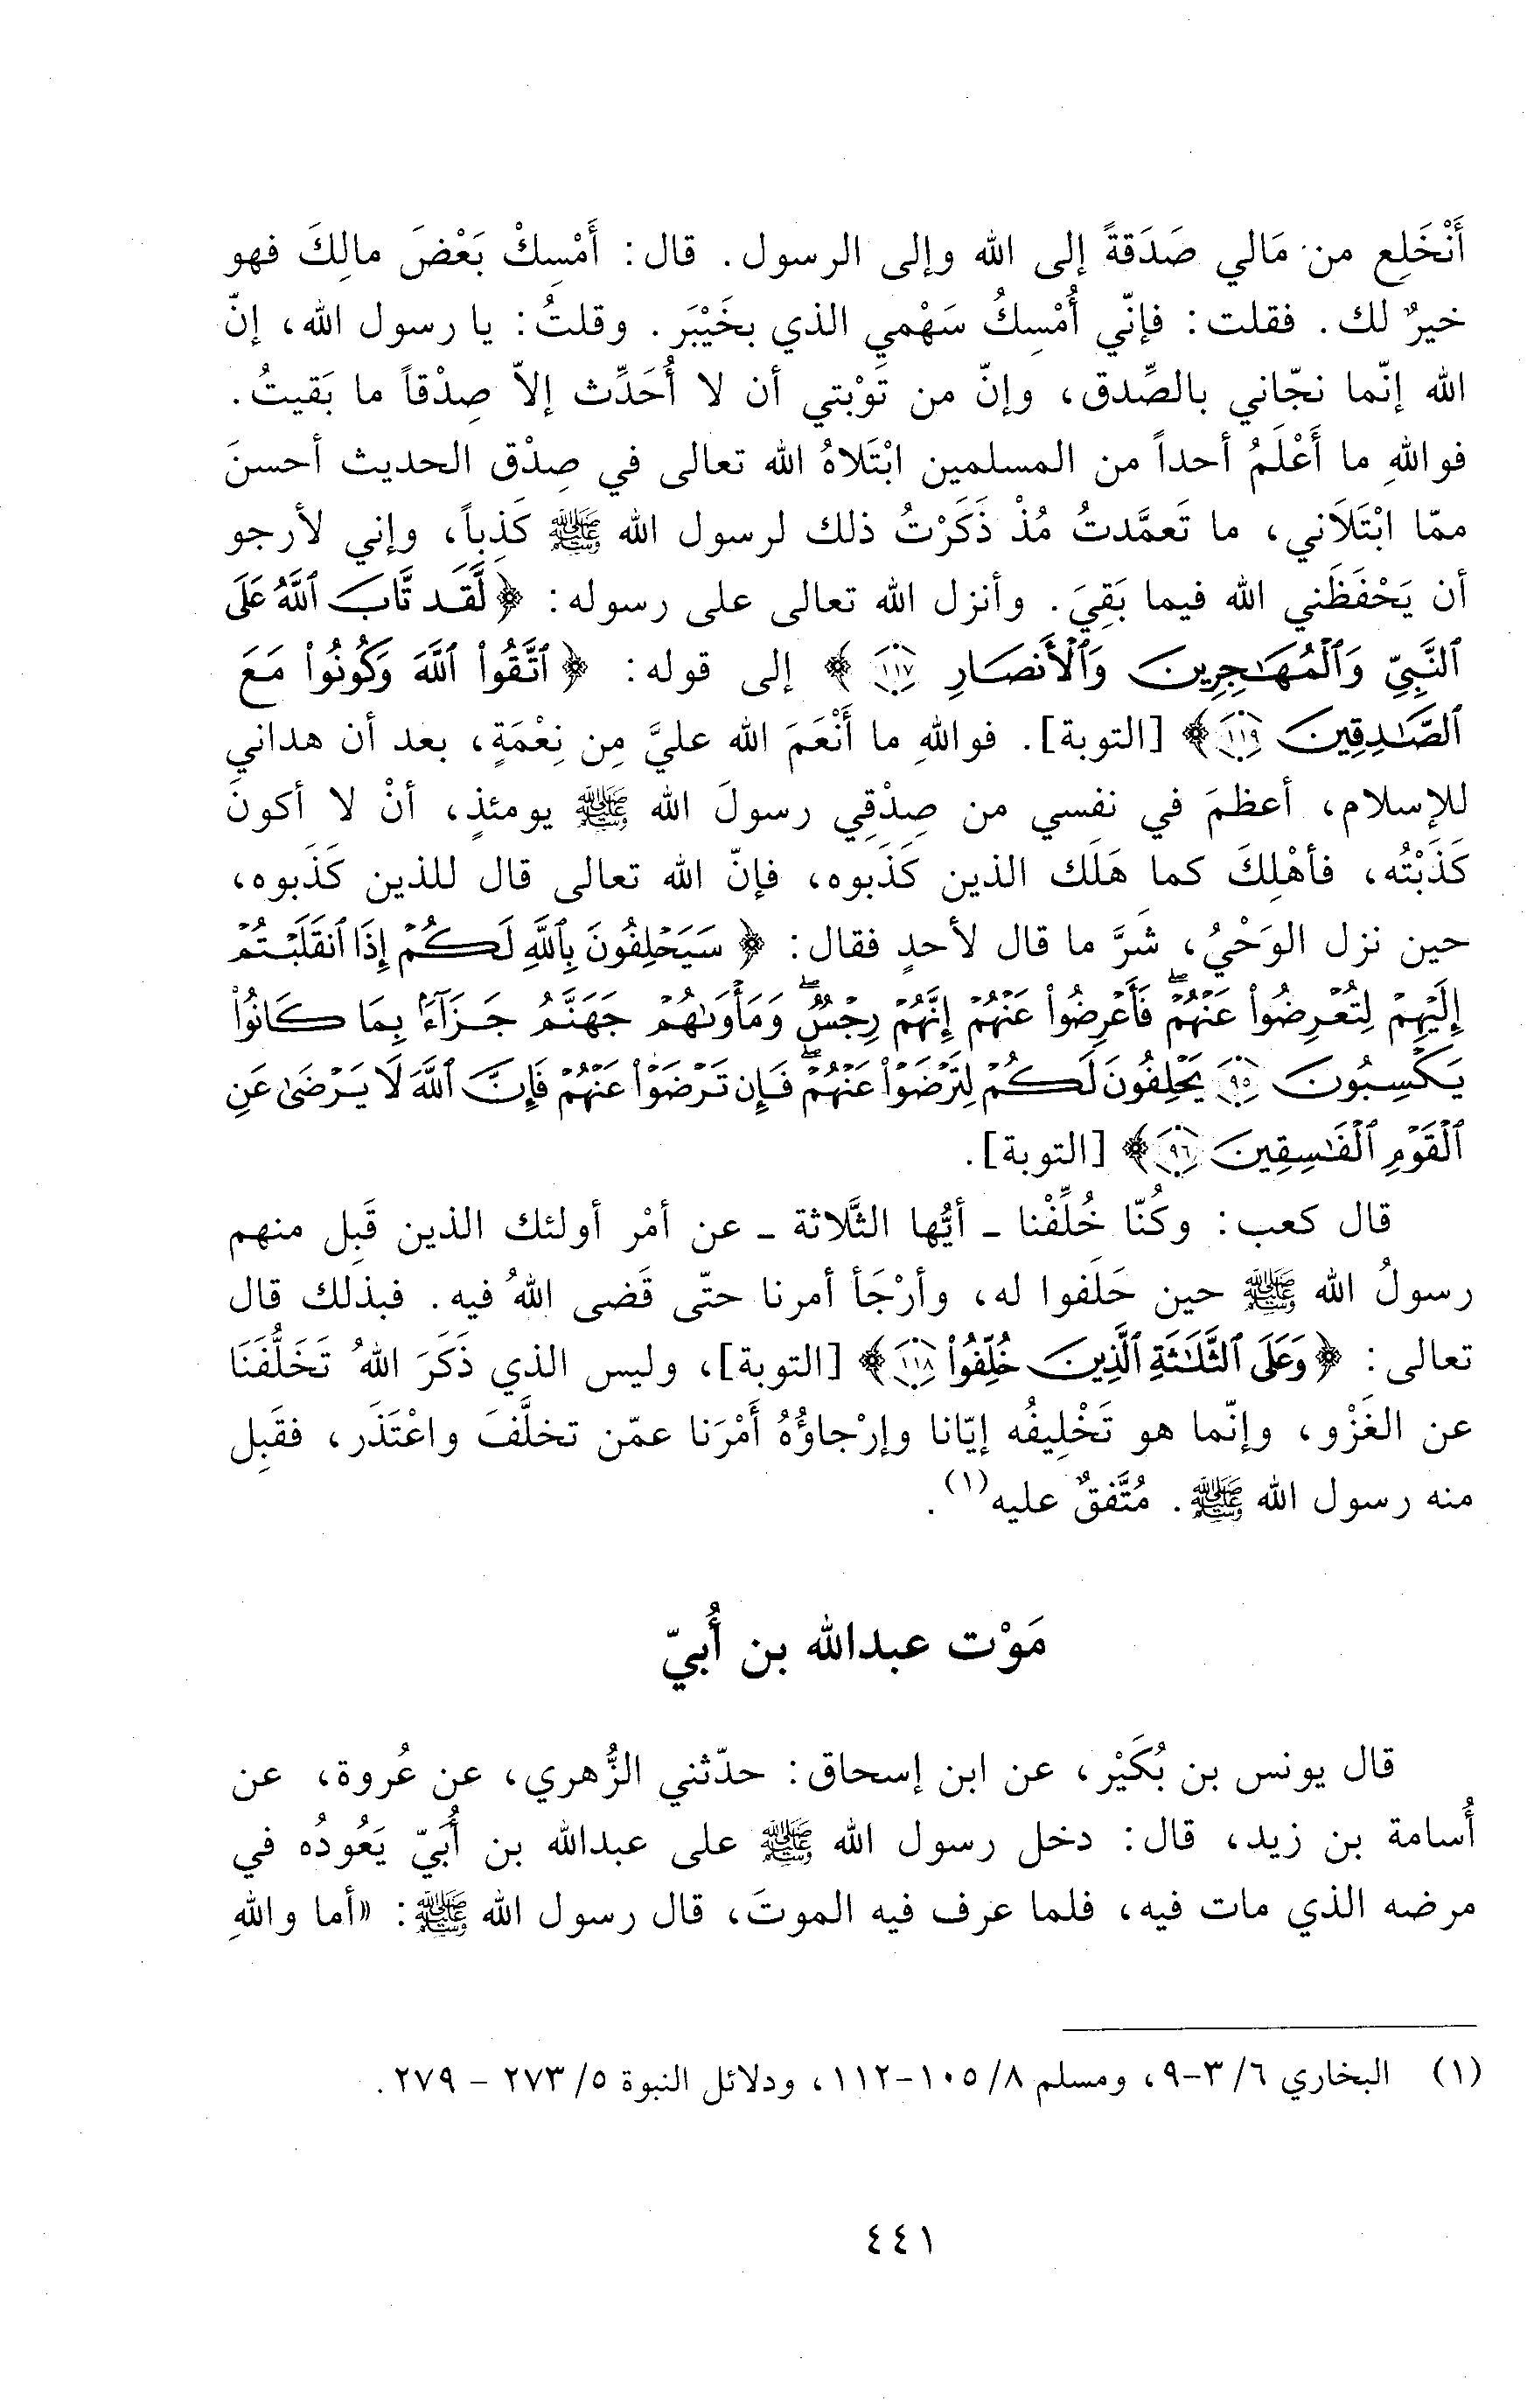 أَنْخَلِع من مَالي صَدَقةً إلى الله وإلى الرسول. قال: أَمْسِكْ بَعْضَ مالِكَ فهو
خيرٌ لك. فقلت: فإنّي أُمْسِكُ سَهْمي الذي بخَيْبَر. وقلتُ: يا رسول الله، إنّ
الله إنّما نجّاني بالصِّدق، وإنّ من تَوْبتي أن لا أُحَدِّث إلاّ صِدْقاً ما بَقيتُ.
فواللهِ ما أَعْلَمُ أحداً من المسلمين ابْتَلاهُ الله تعالى في صِدْق الحديث أحسنَ
ممّا ابْتَلاَني، ما تَعمَّدتُ مُذْ ذَكَرْتُ ذلك لرسول الله ﷺ كَذِباً، وإني لأرجو
أن يَحْفَظَني الله فيما بَقِيَ. وأنزل الله تعالى على رسوله: ﴿لَّقَد تَّابَ ٱللَّهُ عَلَى
ٱلنَّبِيِّ وَٱلْمُهَـٰجِرِينَ وَٱلْأَنصَارِ ﴿١١٧﴾﴾ إلى قوله: ﴿ٱتَّقُوا۟ ٱللَّهَ وَكُونُوا۟ مَعَ
ٱلصَّـٰدِقِينَ ﴿١١٩﴾﴾ [التوبة]. فواللهِ ما أَنْعَمَ الله عليَّ مِن نِعْمَةٍ، بعد أن هداني
للإسلام، أعظمَ في نفسي من صِدْقِي رسولَ الله ﷺ يومئذٍ، أنْ لا أكونَ
كَذَبْتُه، فأهْلِكَ كما هَلَك الذين كَذَبوه، فإنّ الله تعالى قال للذين كَذَبوه،
حين نزل الوَحْيُ، شَرَّ ما قال لأحدٍ فقال: ﴿سَيَحْلِفُونَ بِٱللَّهِ لَكُمْ إِذَا ٱنقَلَبْتُمْ
إِلَيْهِمْ لِتُعْرِضُوا۟ عَنْهُمْ ۖ فَأَعْرِضُوا۟ عَنْهُمْ إِنَّهُمْ رِجْسٌ ۖ وَمَأْوَىٰهُمْ جَهَنَّمُ جَزَآءًۢ بِمَا كَانُوا۟
يَكْسِبُونَ ﴿٩٥﴾ يَحْلِفُونَ لَكُمْ لِتَرْضَوْا۟ عَنْهُمْ ۖ فَإِن تَرْضَوْا۟ عَنْهُمْ فَإِنَّ ٱللَّهَ لَا يَرْضَىٰ عَنِ
ٱلْقَوْمِ ٱلْفَـٰسِقِينَ ﴿٩٦﴾﴾ [التوبة].
قال كعب: وكُنّا خُلِّفْنا ـ أيُّها الثَّلاثة ـ عن أمْر أولئك الذين قَبِل منهم
رسولُ الله ﷺ حين حَلَفوا له، وأرْجَأ أمرنا حتّى قَضى اللهُ فيه. فبذلك قال
تعالى: ﴿وَعَلَى ٱلثَّلَـٰثَةِ ٱلَّذِينَ خُلِّفُوا۟ ﴿١١٨﴾﴾ [التوبة]، وليس الذي ذَكَرَ اللهُ تَخَلُّفَنَا
عن الغَزْو، وإنّما هو تَخْلِيفُه إيّانا وإرْجاؤُهُ أَمْرَنا عمّن تخلَّفَ واعْتَذَر، فقَبِل
منه رسول الله ﷺ. مُتَّفقٌ عليه(١).
مَوْت عبدالله بن أُبيّ
قال يونس بن بُكَيْر، عن ابن إسحاق: حدّثني الزُّهري، عن عُروة، عن
أُسامة بن زيد، قال: دخل رسول الله ﷺ على عبدالله بن أُبَيّ يَعُودُه في
مرضه الذي مات فيه، فلما عرف فيه الموتَ، قال رسول الله ﷺ: «أما واللهِ
(١) البخاري ٦/ ٣-٩، ومسلم ٨/ ١٠٥-١١٢، ودلائل النبوة ٥/ ٢٧٣ - ٢٧٩.
٤٤١